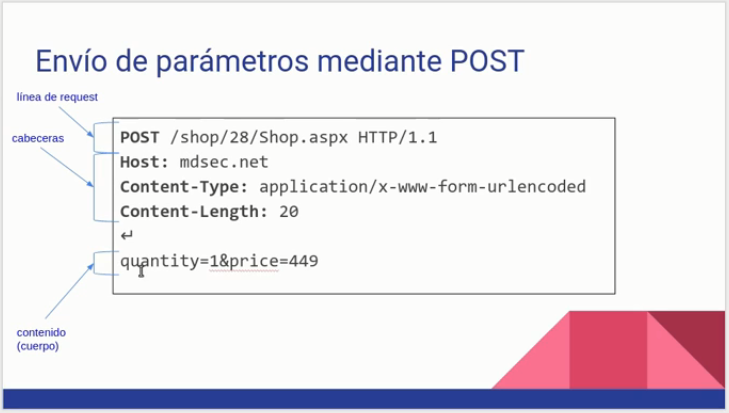 Envío de parámetros mediante POST
línea de request
cabeceras
POST /shop/28/Shop.aspx HTTP/1.1
Host: mdsec.net
Content-Type: application/x-www-form-urlencoded
Content-Length: 20
↵
quantity=1&price=449
contenido
(cuerpo)